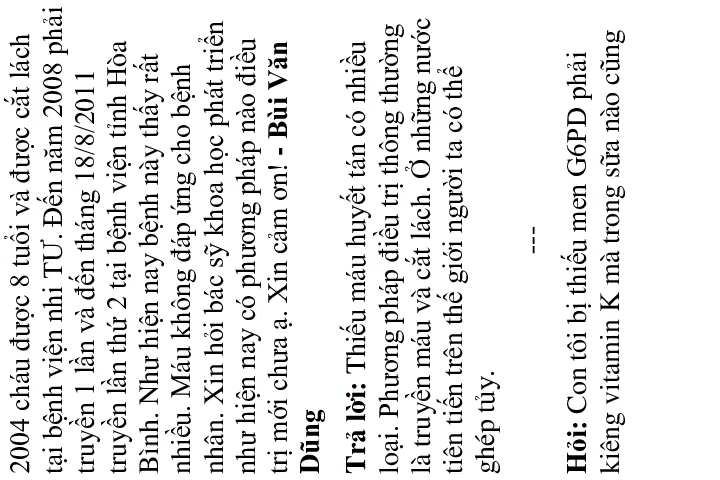 2004 cháu được 8 tuổi và được cắt lách
tại bệnh viện nhi TƯ. Đến năm 2008 phải
truyền 1 lần và đến tháng 18/8/2011
truyền lần thứ 2 tại bệnh viện tỉnh Hòa
Bình. Như hiện nay bệnh này thấy rất
nhiều. Máu không đáp ứng cho bệnh
nhân. Xin hỏi bác sỹ khoa học phát triển
như hiện nay có phương pháp nào điều
trị mới chưa ạ. Xin cảm ơn! - Bùi Văn
Dũng
Trả lời: Thiếu máu huyết tán có nhiều
loại. Phương pháp điều trị thông thường
là truyền máu và cắt lách. Ở những nước
tiên tiến trên thế giới người ta có thể
ghép tủy.
---
Hỏi: Con tôi bị thiếu men G6PD phải
kiêng vitamin K mà trong sữa nào cũng